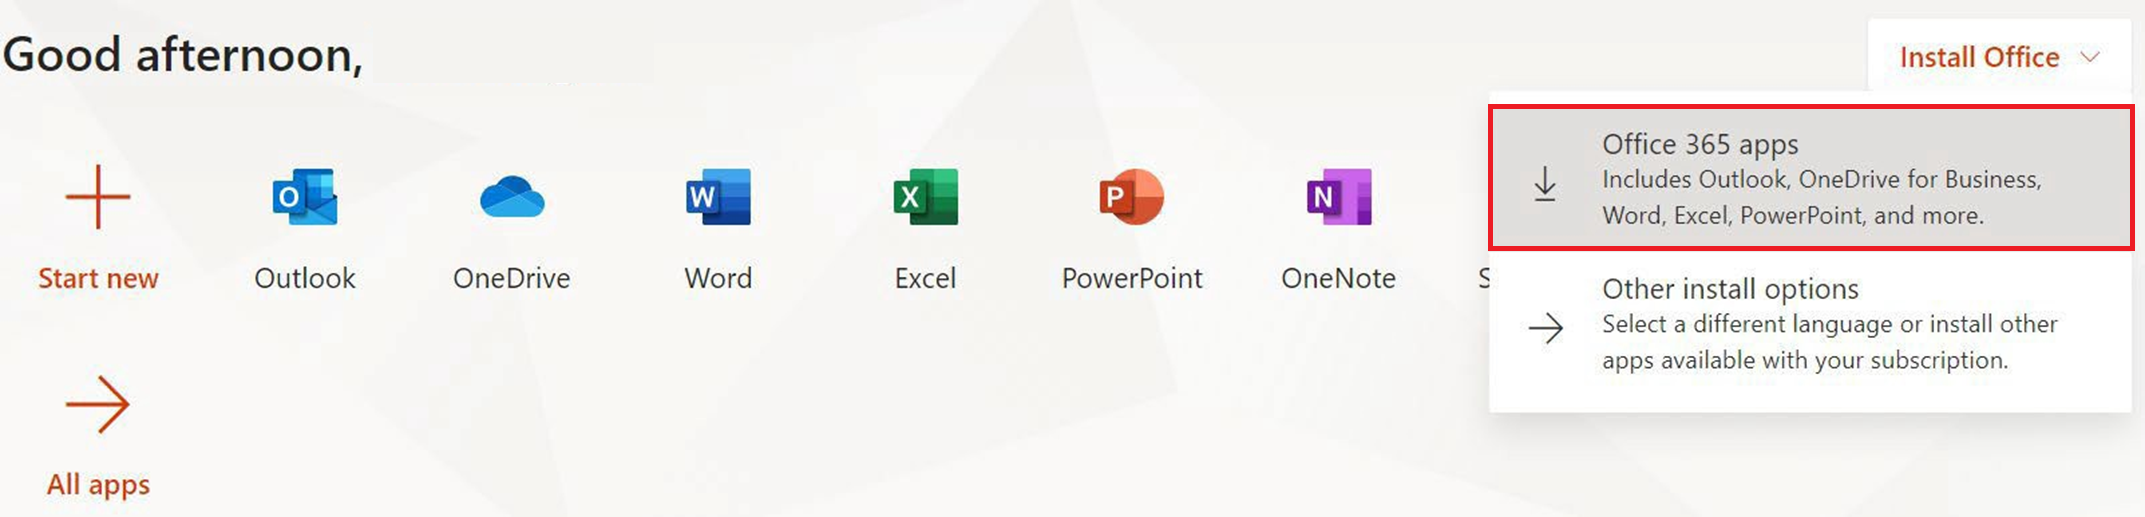 Good afternoon,
Install Office
Office 365 apps
Includes Outlook, OneDrive for Business,
Word, Excel, PowerPoint, and more.
Other install options
Select a different language or install other
apps available with your subscription.
O
W
X
P
N
Start new
Outlook
OneDrive
Word
Excel
PowerPoint
OneNote
S
All apps